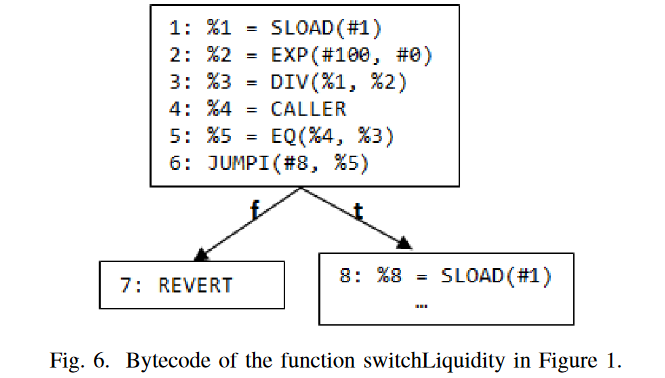 1: %1 = SLOAD(#1)
2: %2 = EXP(#100, #0)
3: %3 = DIV(%1, %2)
4: %4 = CALLER
5: %5 = EQ(%4, %3)
6: JUMPI(#8, %5)
f
t
7: REVERT
8: %8 = SLOAD(#1)
…
Fig. 6. Bytecode of the function switchLiquidity in Figure 1.